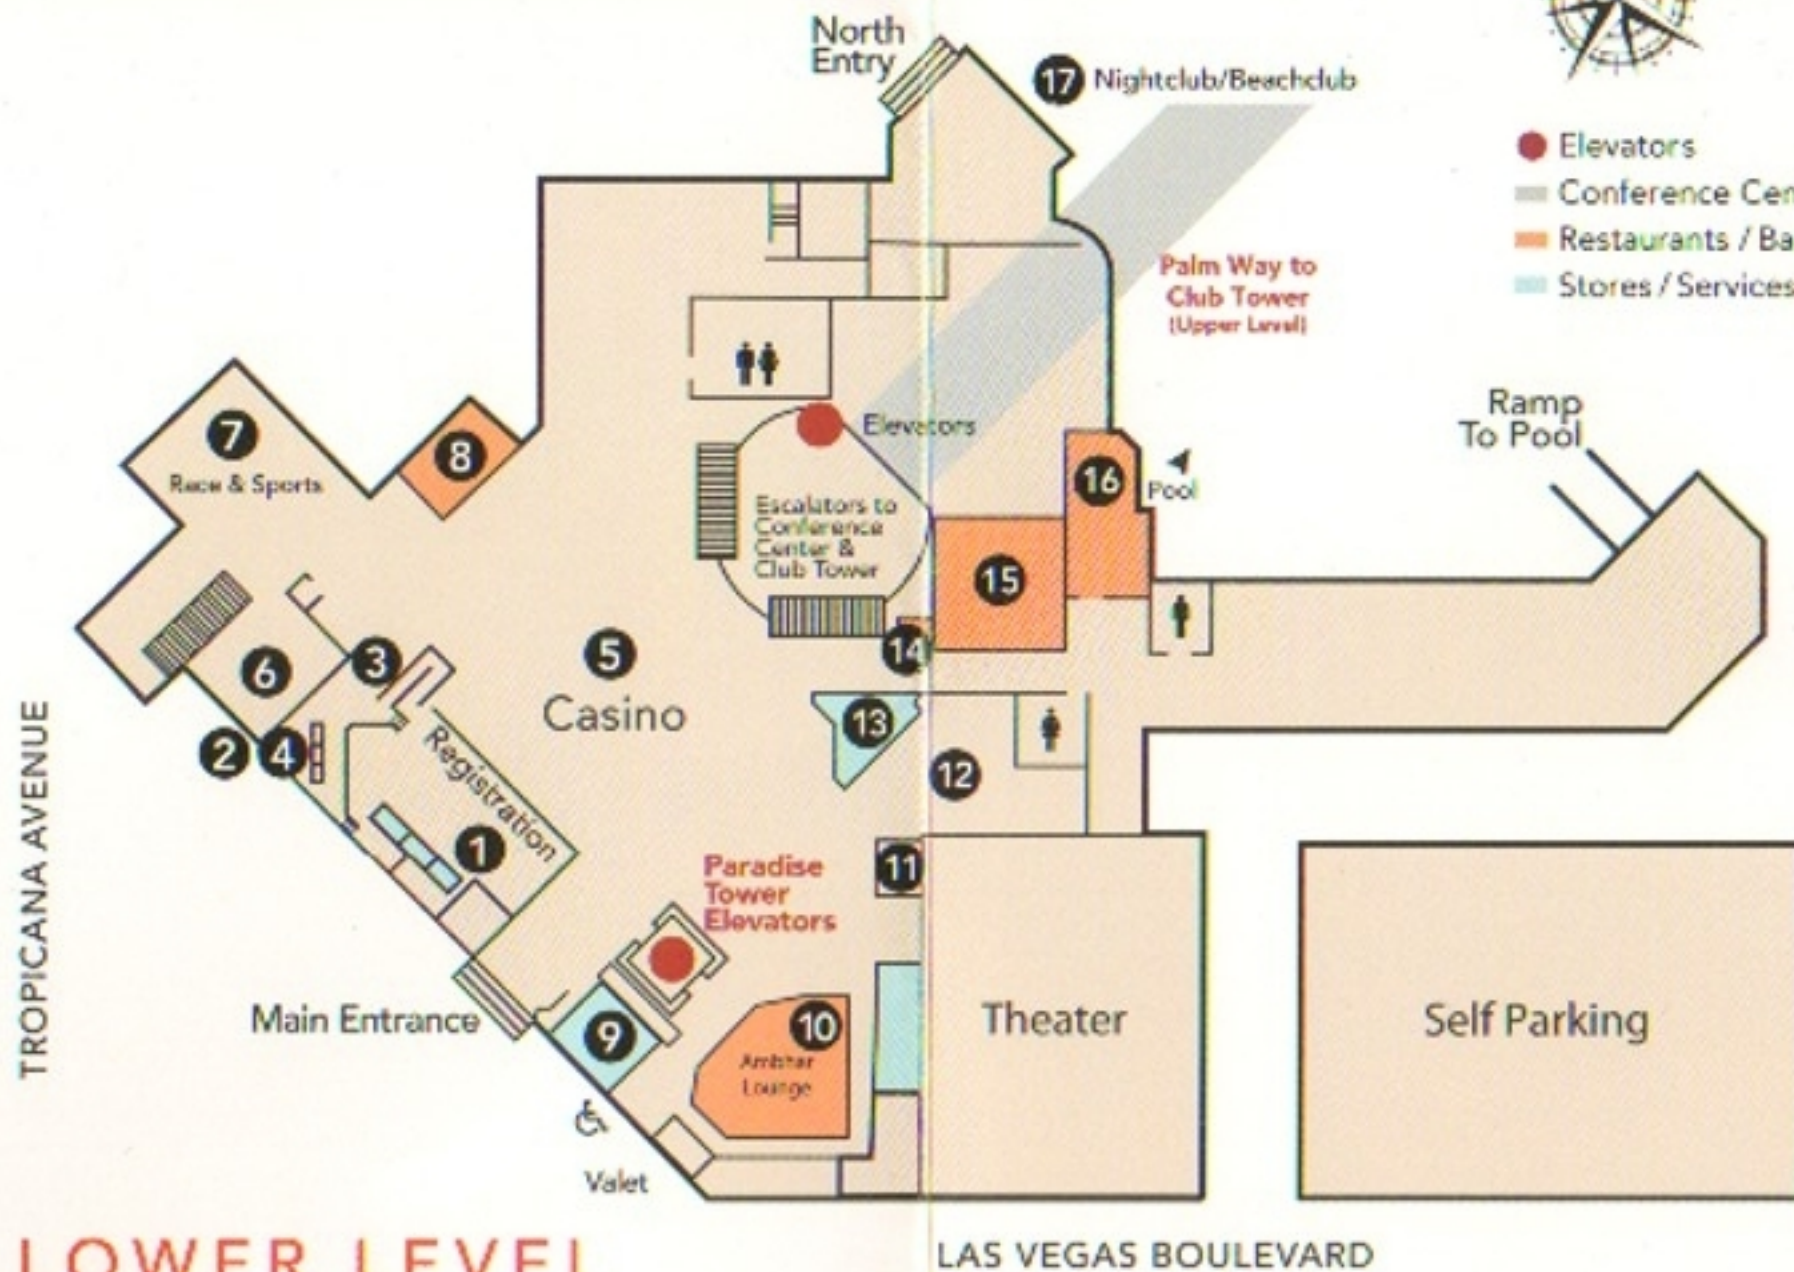 North
Entry
17 Nightclub/Beachclub
Elevators
Conference Cen
Restaurants / Ba
Stores / Services
Palm Way to
Club Tower
(Upper Level)
Ramp
To Pool
7
Race & Sports
8
Elevators
16
Pool
Escalators to
Conference
Center &
Club Tower
15
14
3
5
Casino
6
13
2
4
12
Registration
1
11
Paradise
Tower
Elevators
TROPICANA AVENUE
Main Entrance
9
10
Ambhar
Lounge
Theater
Self Parking
Valet
LOWER LEVEL
LAS VEGAS BOULEVARD